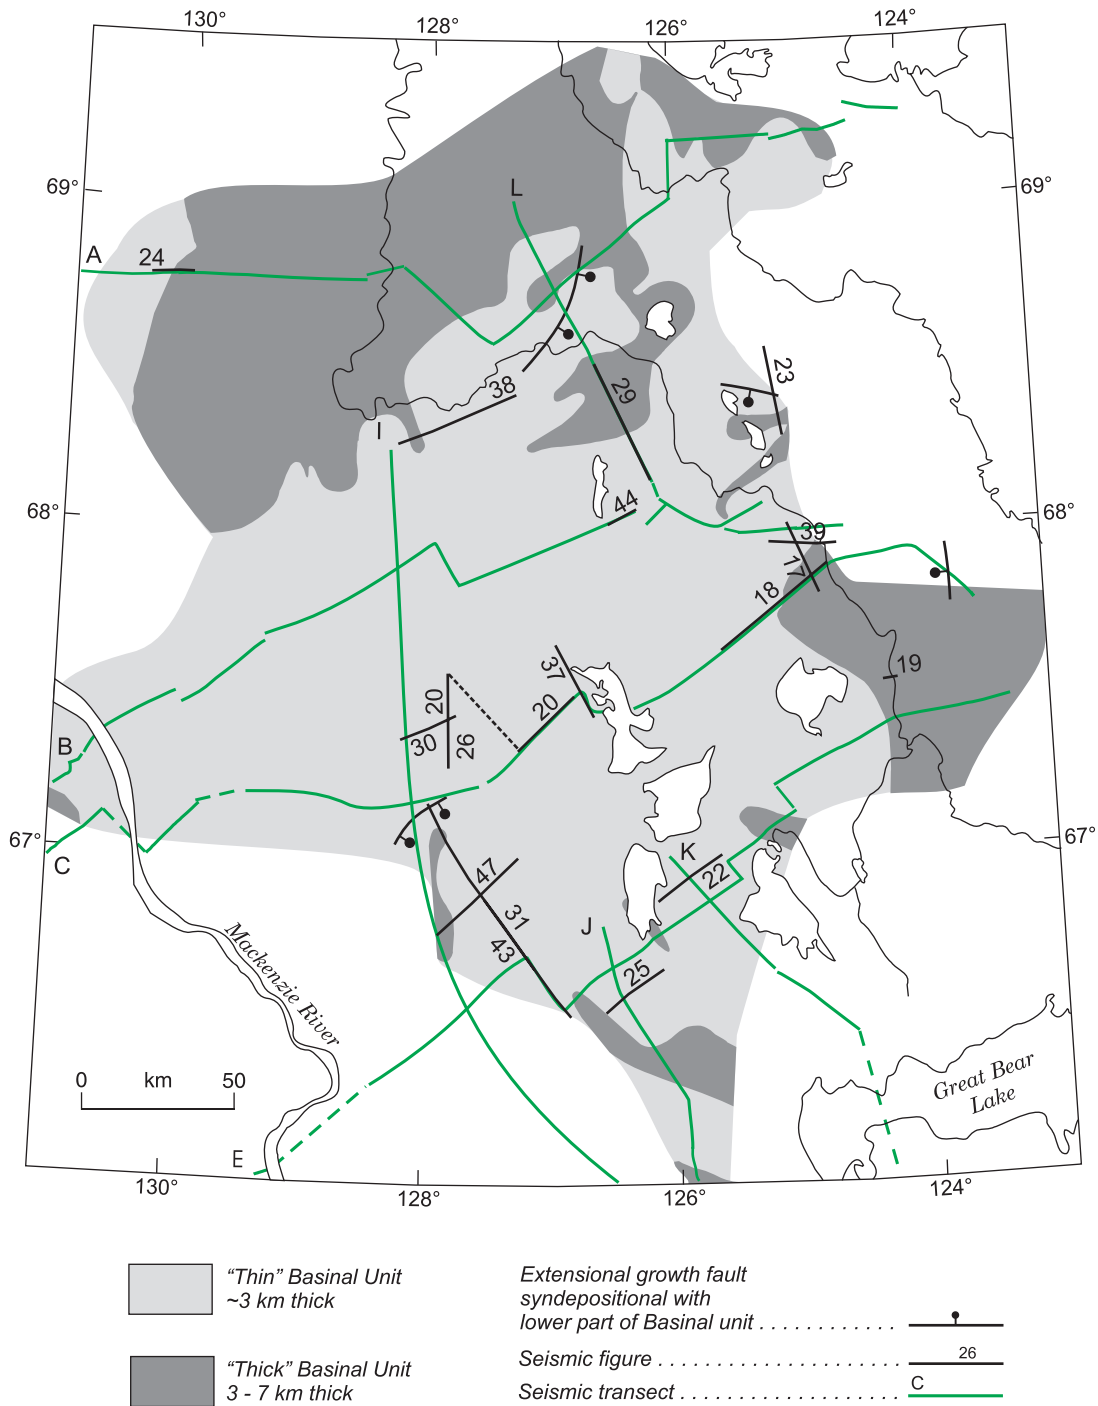 130°
128°
126°
124°
69°
69°
L
A
24
38
29
23
I
68°
44
68°
39
17
18
19
37
20
20
30
26
B
67°
C
67°
K
47
22
31
J
43
25
Mackenzie River
0 km 50
Great Bear
Lake
E
130°
128°
126°
124°
“Thin” Basinal Unit
~3 km thick
“Thick” Basinal Unit
3 - 7 km thick
Extensional growth fault
syndepositional with
lower part of Basinal unit . . . . . . . . . . . .
Seismic figure . . . . . . . . . . . . . . . . . . . . . 26
Seismic transect . . . . . . . . . . . . . . . . . . . C